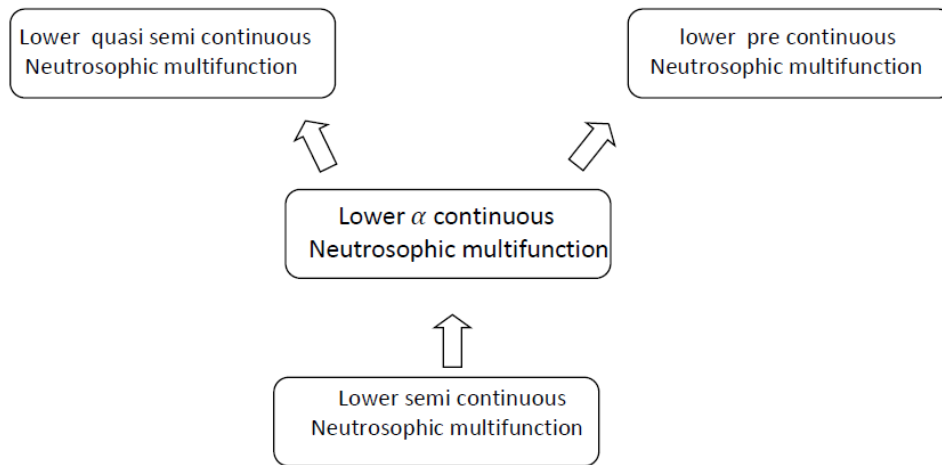 Lower quasi semi continuous
Neutrosophic multifunction
lower pre continuous
Neutrosophic multifunction
Lower α continuous
Neutrosophic multifunction
Lower semi continuous
Neutrosophic multifunction